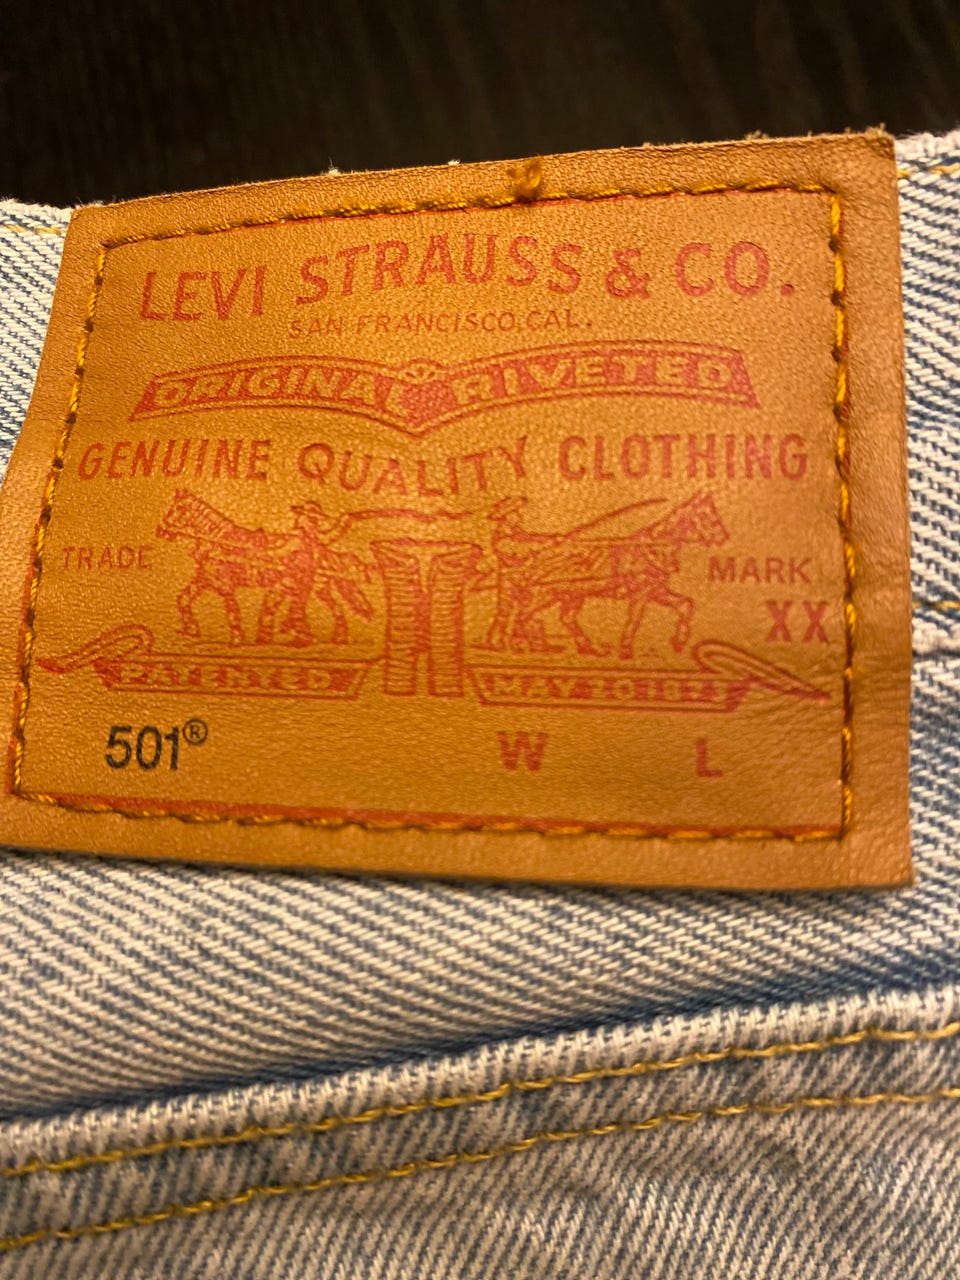 LEVI STRAUSS & CO.
SAN FRANCISCO, CAL.
ORIGINAL RIVETED
GENUINE QUALITY CLOTHING
TRADE MARK
XX
PATENTED MAY 20 1873
501® W L